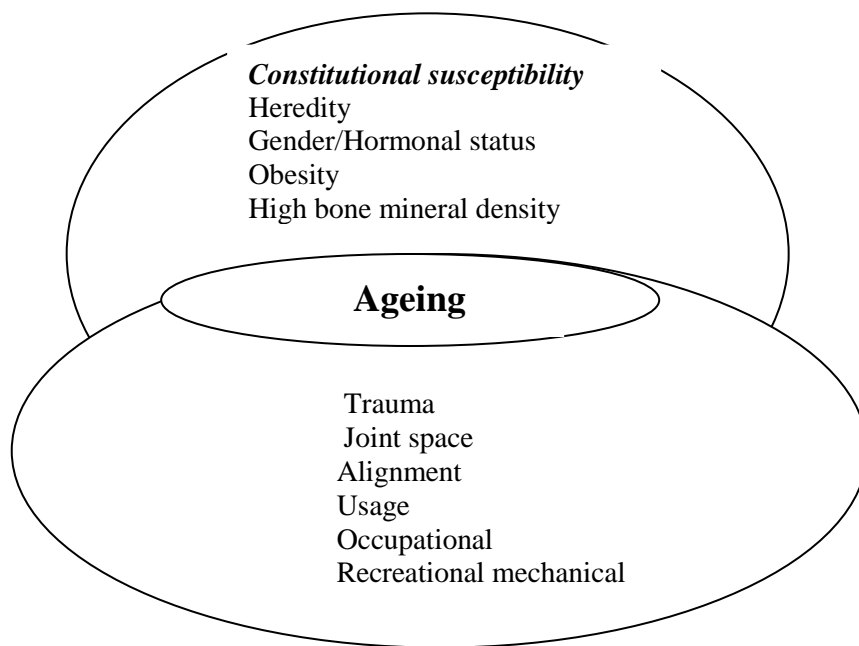 Constitutional susceptibility
Heredity
Gender/Hormonal status
Obesity
High bone mineral density
Ageing
Trauma
Joint space
Alignment
Usage
Occupational
Recreational mechanical